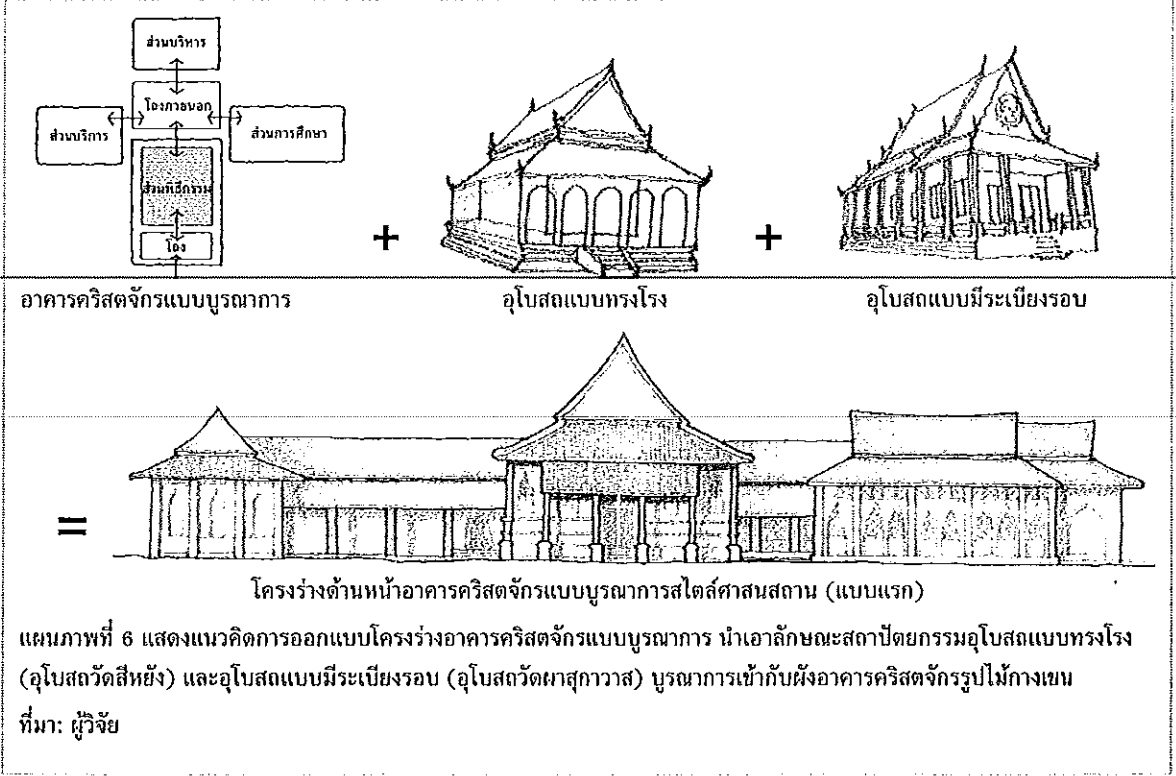 ส่วนบริหาร
โถงภายนอก
ส่วนบริการ
ส่วนการศึกษา
ส่วนพิธีกรรม
โถง
+
+
อาคารคริสตจักรแบบบูรณาการ
อุโบสถแบบทรงโรง
อุโบสถแบบมีระเบียงรอบ
=
โครงร่างด้านหน้าอาคารคริสตจักรแบบบูรณาการสไตล์ศาสนสถาน (แบบแรก)
แผนภาพที่ 6 แสดงแนวคิดการออกแบบโครงร่างอาคารคริสตจักรแบบบูรณาการ นำเอาลักษณะสถาปัตยกรรมอุโบสถแบบทรงโรง
(อุโบสถวัดสีหยัง) และอุโบสถแบบมีระเบียงรอบ (อุโบสถวัดผาสุกาวาส) บูรณาการเข้ากับผังอาคารคริสตจักรรูปไม้กางเขน
ที่มา: ผู้วิจัย